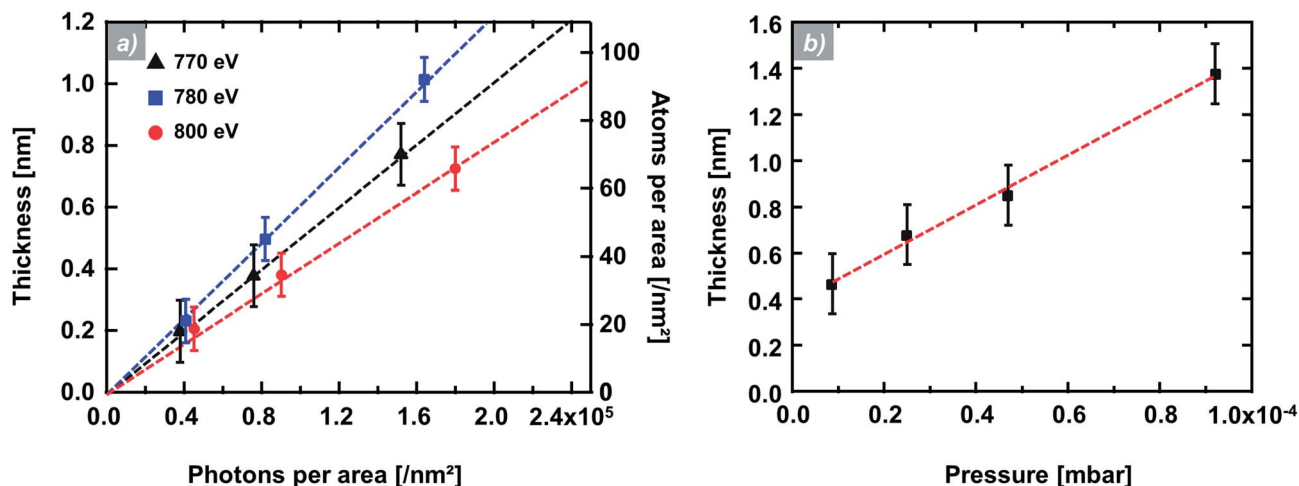 a)
770 eV
780 eV
800 eV
Thickness [nm]
1.2
1.0
0.8
0.6
0.4
0.2
0.0
0.0 0.4 0.8 1.2 1.6 2.0 2.4x10⁵
Photons per area [/nm²]
100
80
60
40
20
0
Atoms per area [/nm²]
b)
Thickness [nm]
1.6
1.4
1.2
1.0
0.8
0.6
0.4
0.2
0.0
0.0 0.2 0.4 0.6 0.8 1.0x10⁻⁴
Pressure [mbar]